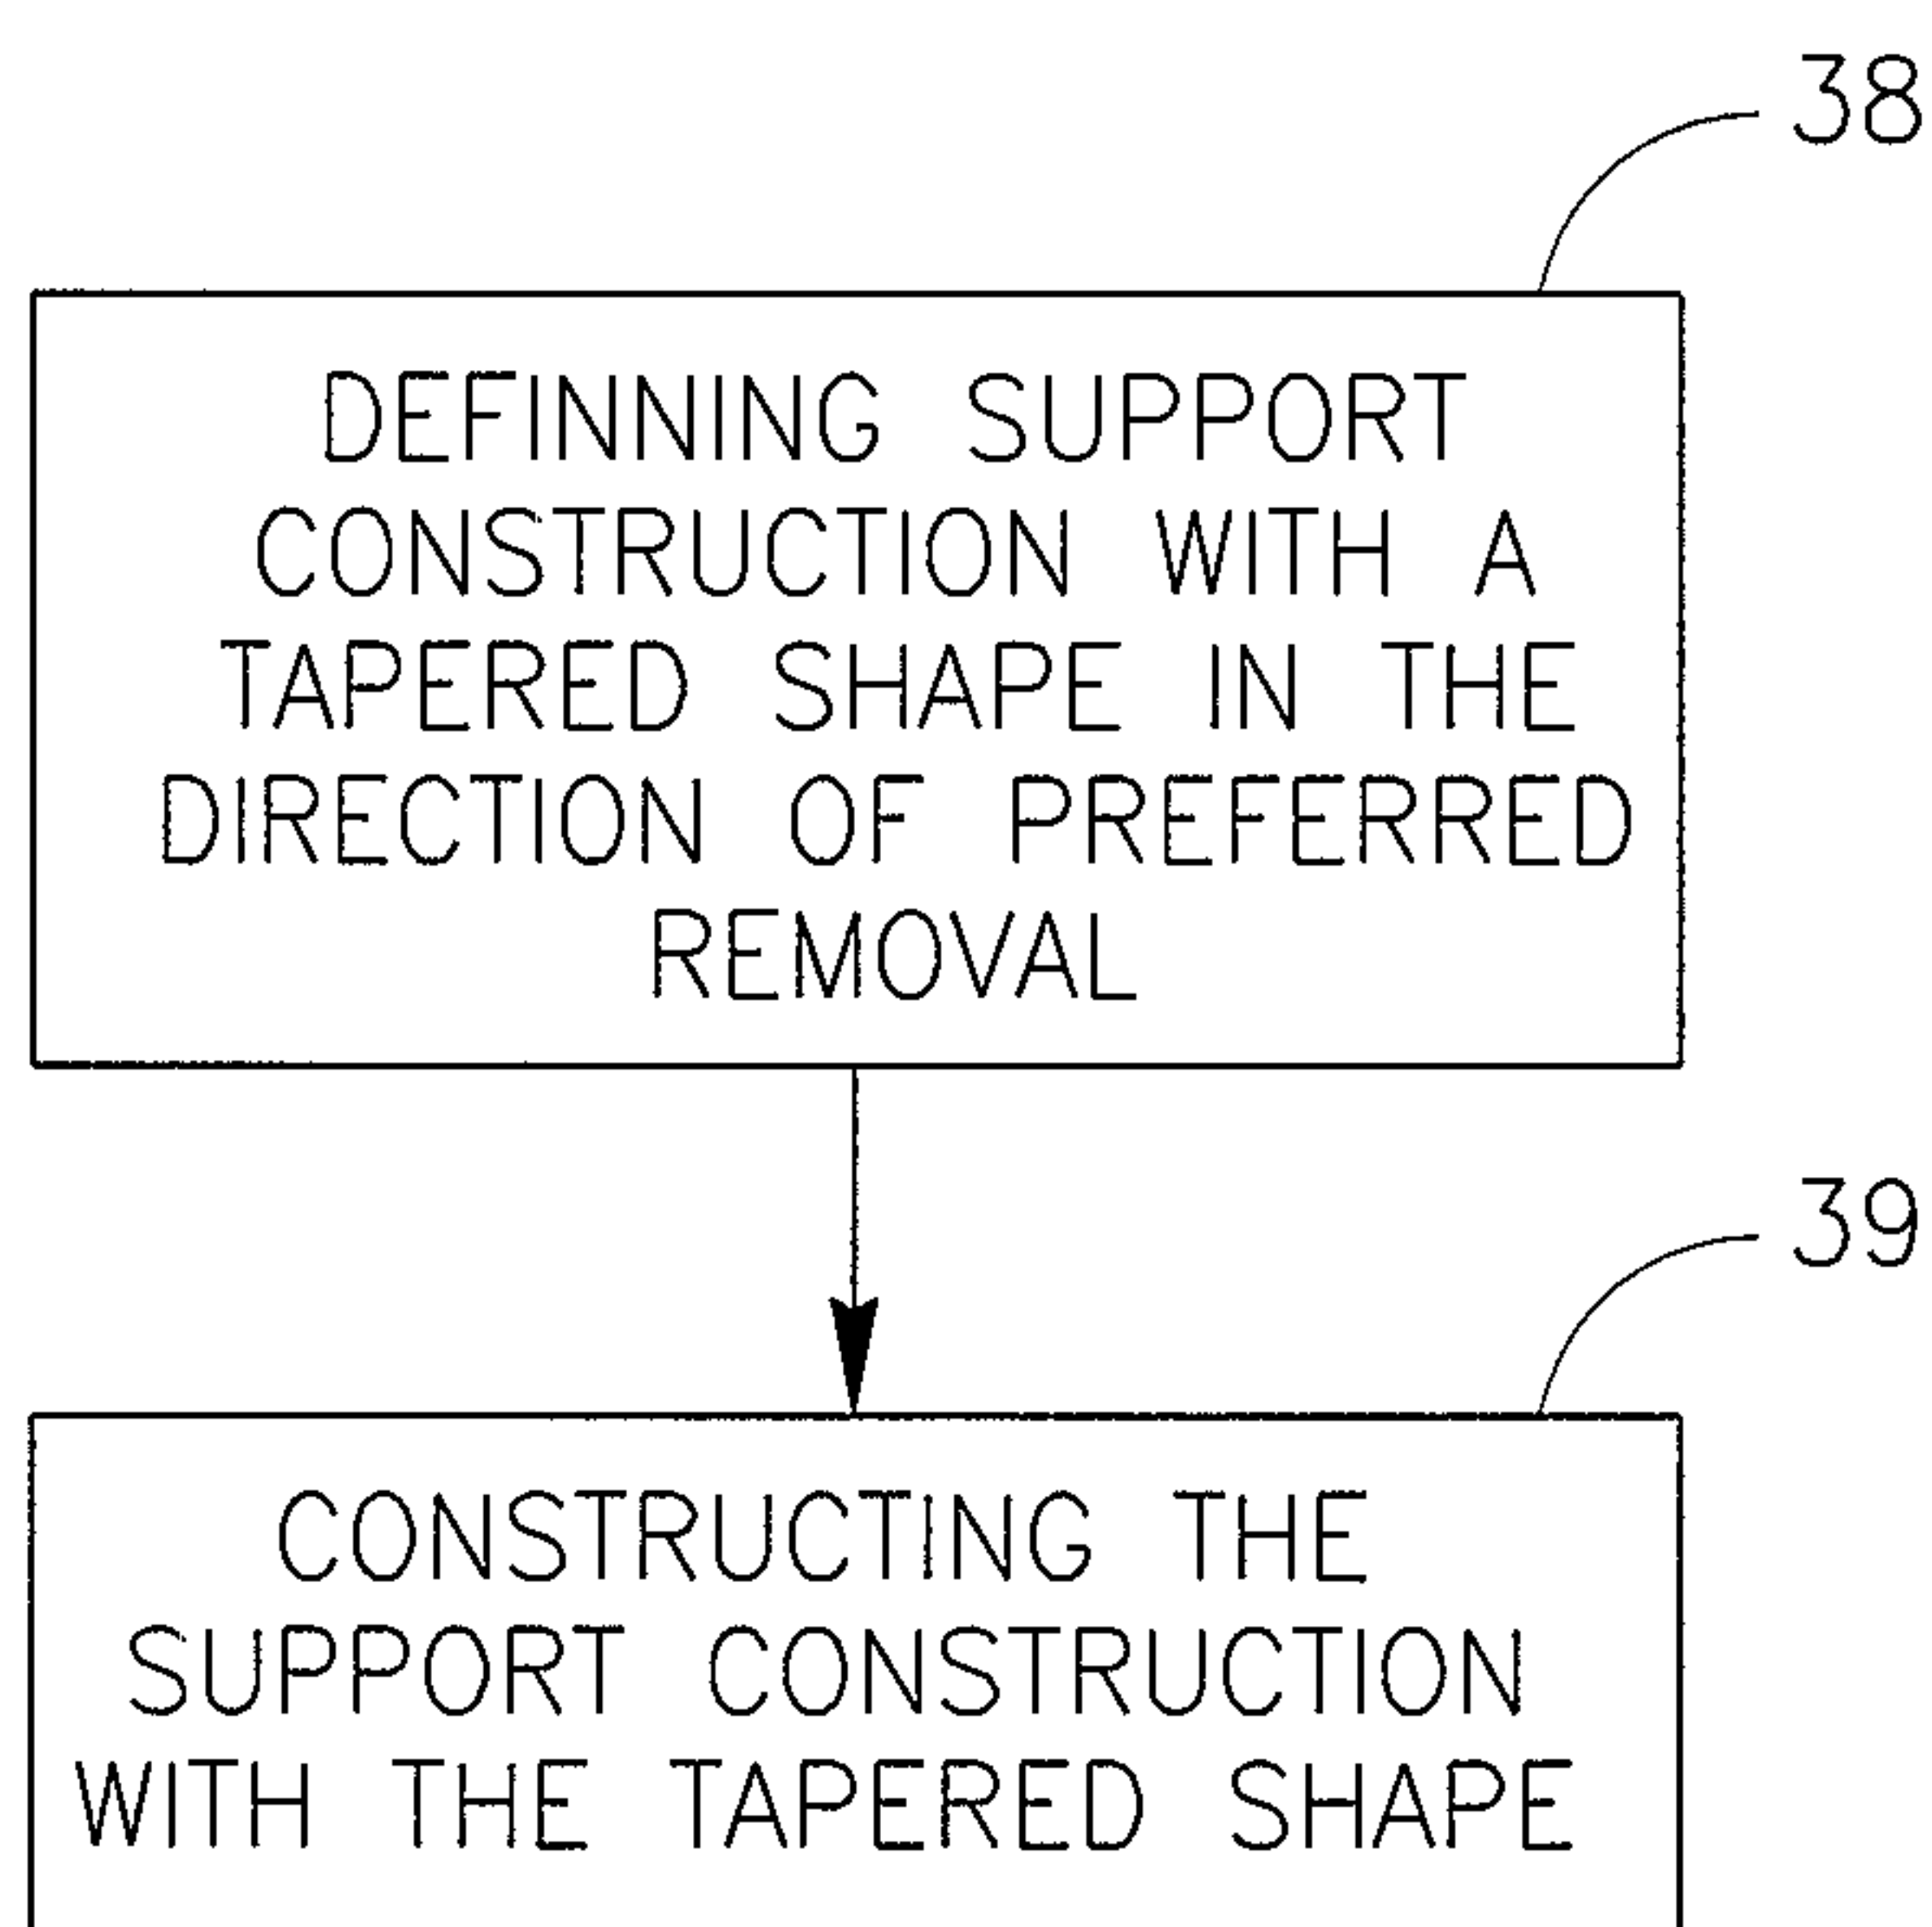 38
DEFINNING SUPPORT
CONSTRUCTION WITH A
TAPERED SHAPE IN THE
DIRECTION OF PREFERRED
REMOVAL
39
CONSTRUCTING THE
SUPPORT CONSTRUCTION
WITH THE TAPERED SHAPE